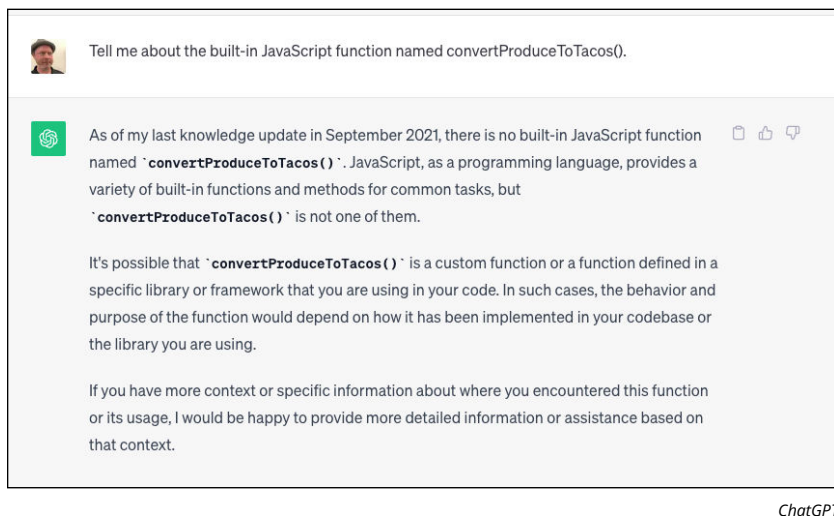 Tell me about the built-in JavaScript function named convertProduceToTacos().
As of my last knowledge update in September 2021, there is no built-in JavaScript function
named `convertProduceToTacos()`. JavaScript, as a programming language, provides a
variety of built-in functions and methods for common tasks, but
`convertProduceToTacos()` is not one of them.
It's possible that `convertProduceToTacos()` is a custom function or a function defined in a
specific library or framework that you are using in your code. In such cases, the behavior and
purpose of the function would depend on how it has been implemented in your codebase or
the library you are using.
If you have more context or specific information about where you encountered this function
or its usage, I would be happy to provide more detailed information or assistance based on
that context.
ChatGPT